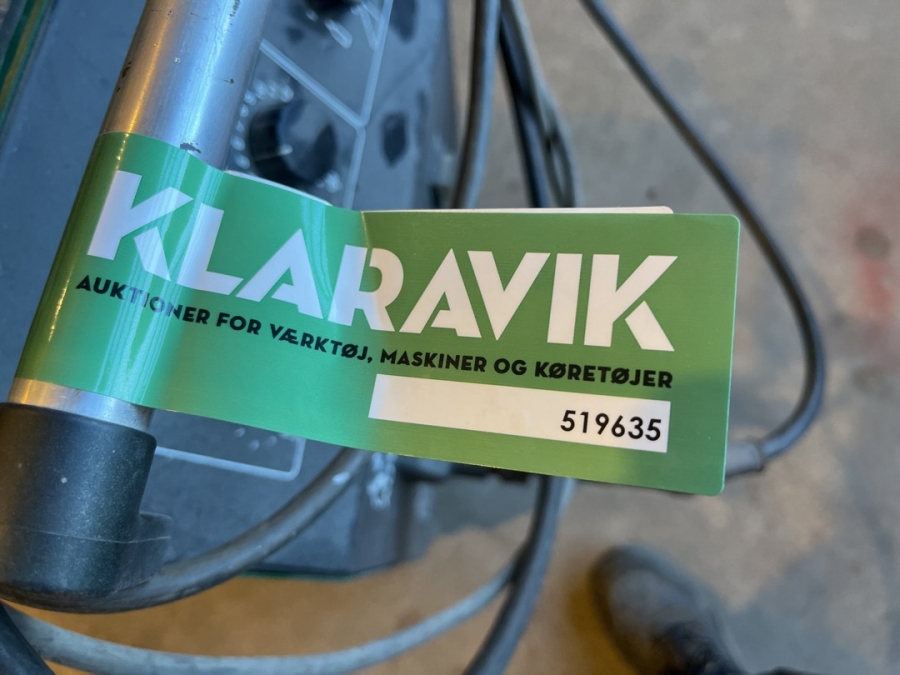 KLARAVIK
AUKTIONER FOR VÆRKTØJ, MASKINER OG KØRETØJER
519635